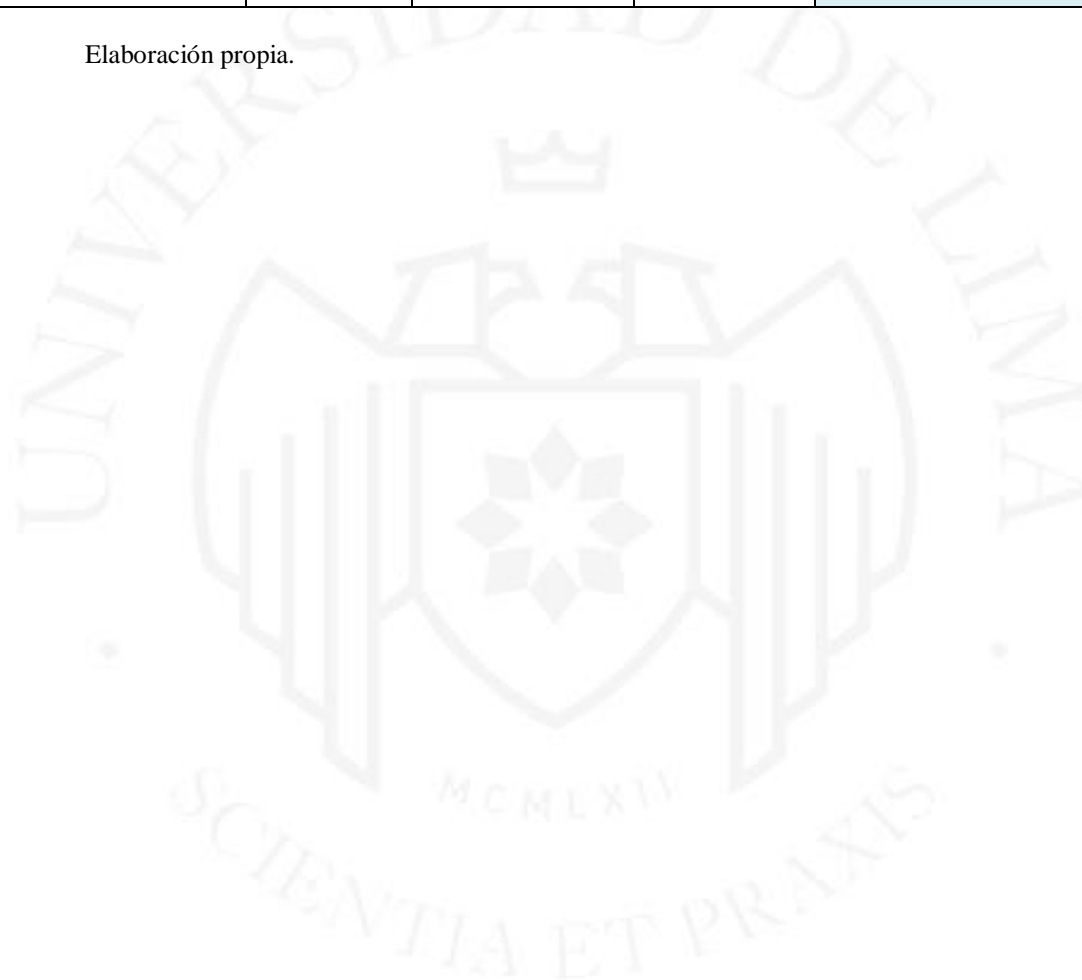 Elaboración propia.
UNIVERSIDAD DE LIMA
MCMLXII
SCIENTIA ET PRAXIS